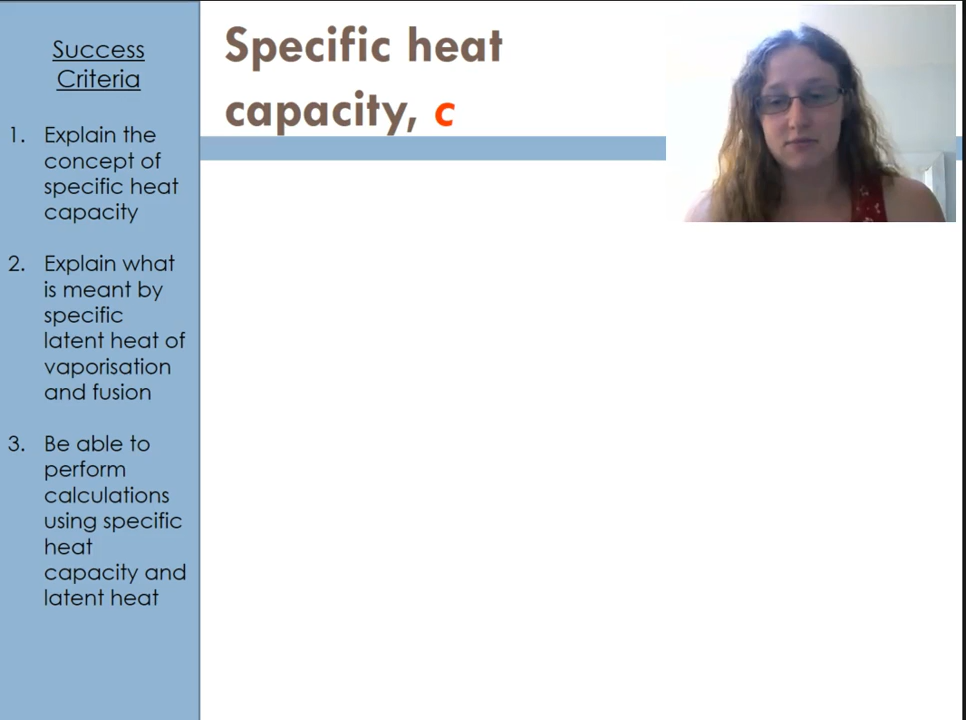 Success
Criteria
1. Explain the
concept of
specific heat
capacity
2. Explain what
is meant by
specific
latent heat of
vaporisation
and fusion
3. Be able to
perform
calculations
using specific
heat
capacity and
latent heat
Specific heat
capacity, c